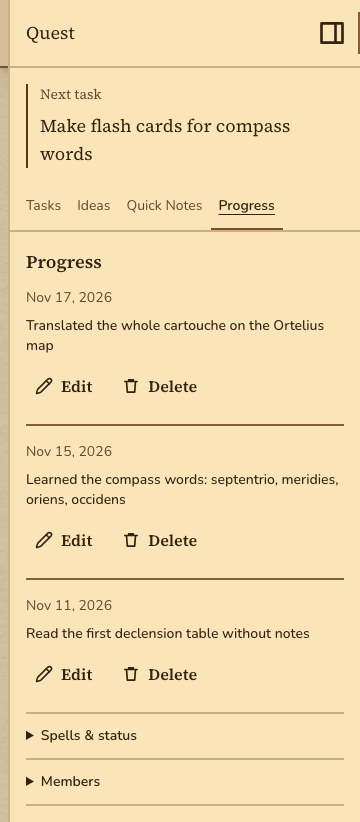 Quest
Next task
Make flash cards for compass
words
Tasks Ideas Quick Notes Progress
Progress
Nov 17, 2026
Translated the whole cartouche on the Ortelius
map
Edit Delete
Nov 15, 2026
Learned the compass words: septentrio, meridies,
oriens, occidens
Edit Delete
Nov 11, 2026
Read the first declension table without notes
Edit Delete
Spells & status
Members